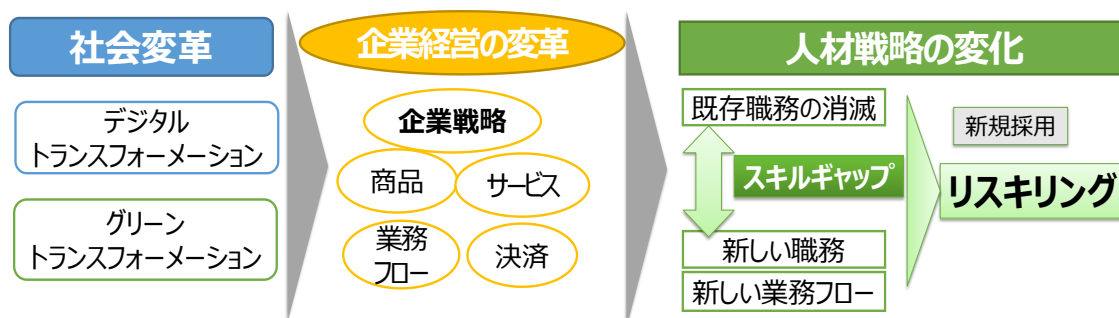 社会変革
デジタル
トランスフォーメーション
グリーン
トランスフォーメーション
企業経営の変革
企業戦略
商品
サービス
業務
フロー
決済
人材戦略の変化
既存職務の消滅
スキルギャップ
新しい職務
新しい業務フロー
新規採用
リスキリング